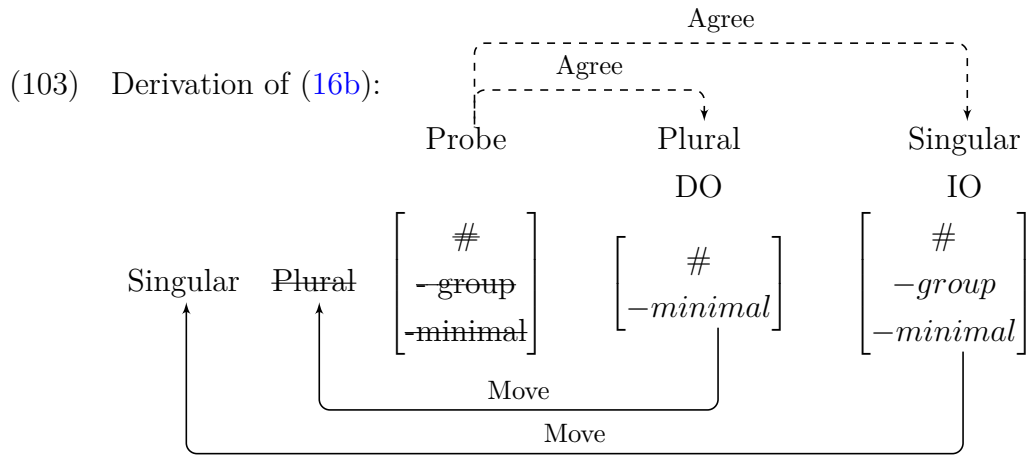 Agree
(103) Derivation of (16b):
Agree
Probe Plural Singular
DO IO
# # #
Singular Plural - group −group
-minimal −minimal −minimal
Move
Move